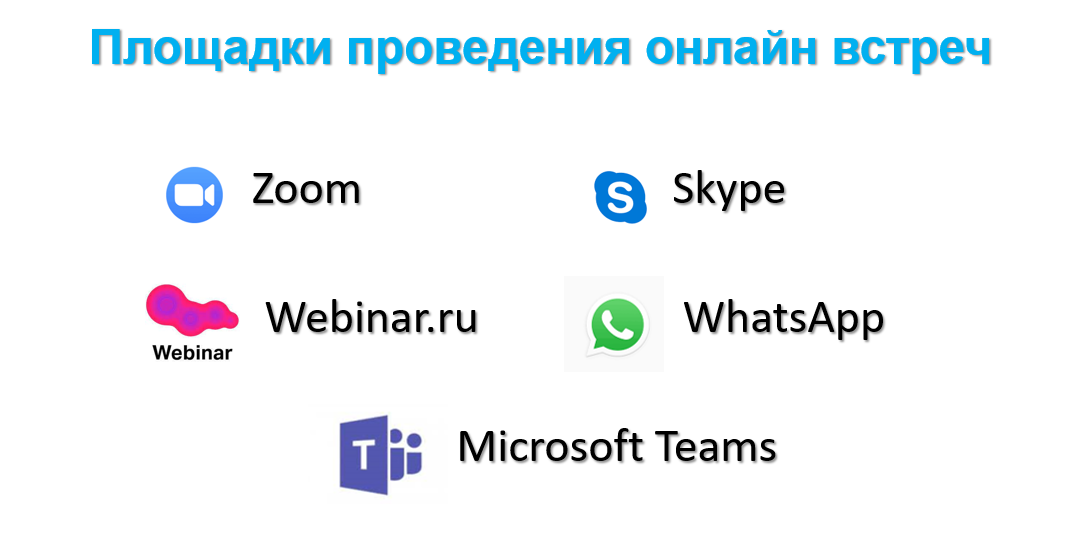 Площадки проведения онлайн встреч
Zoom
Skype
Webinar.ru
WhatsApp
Webinar
Microsoft Teams